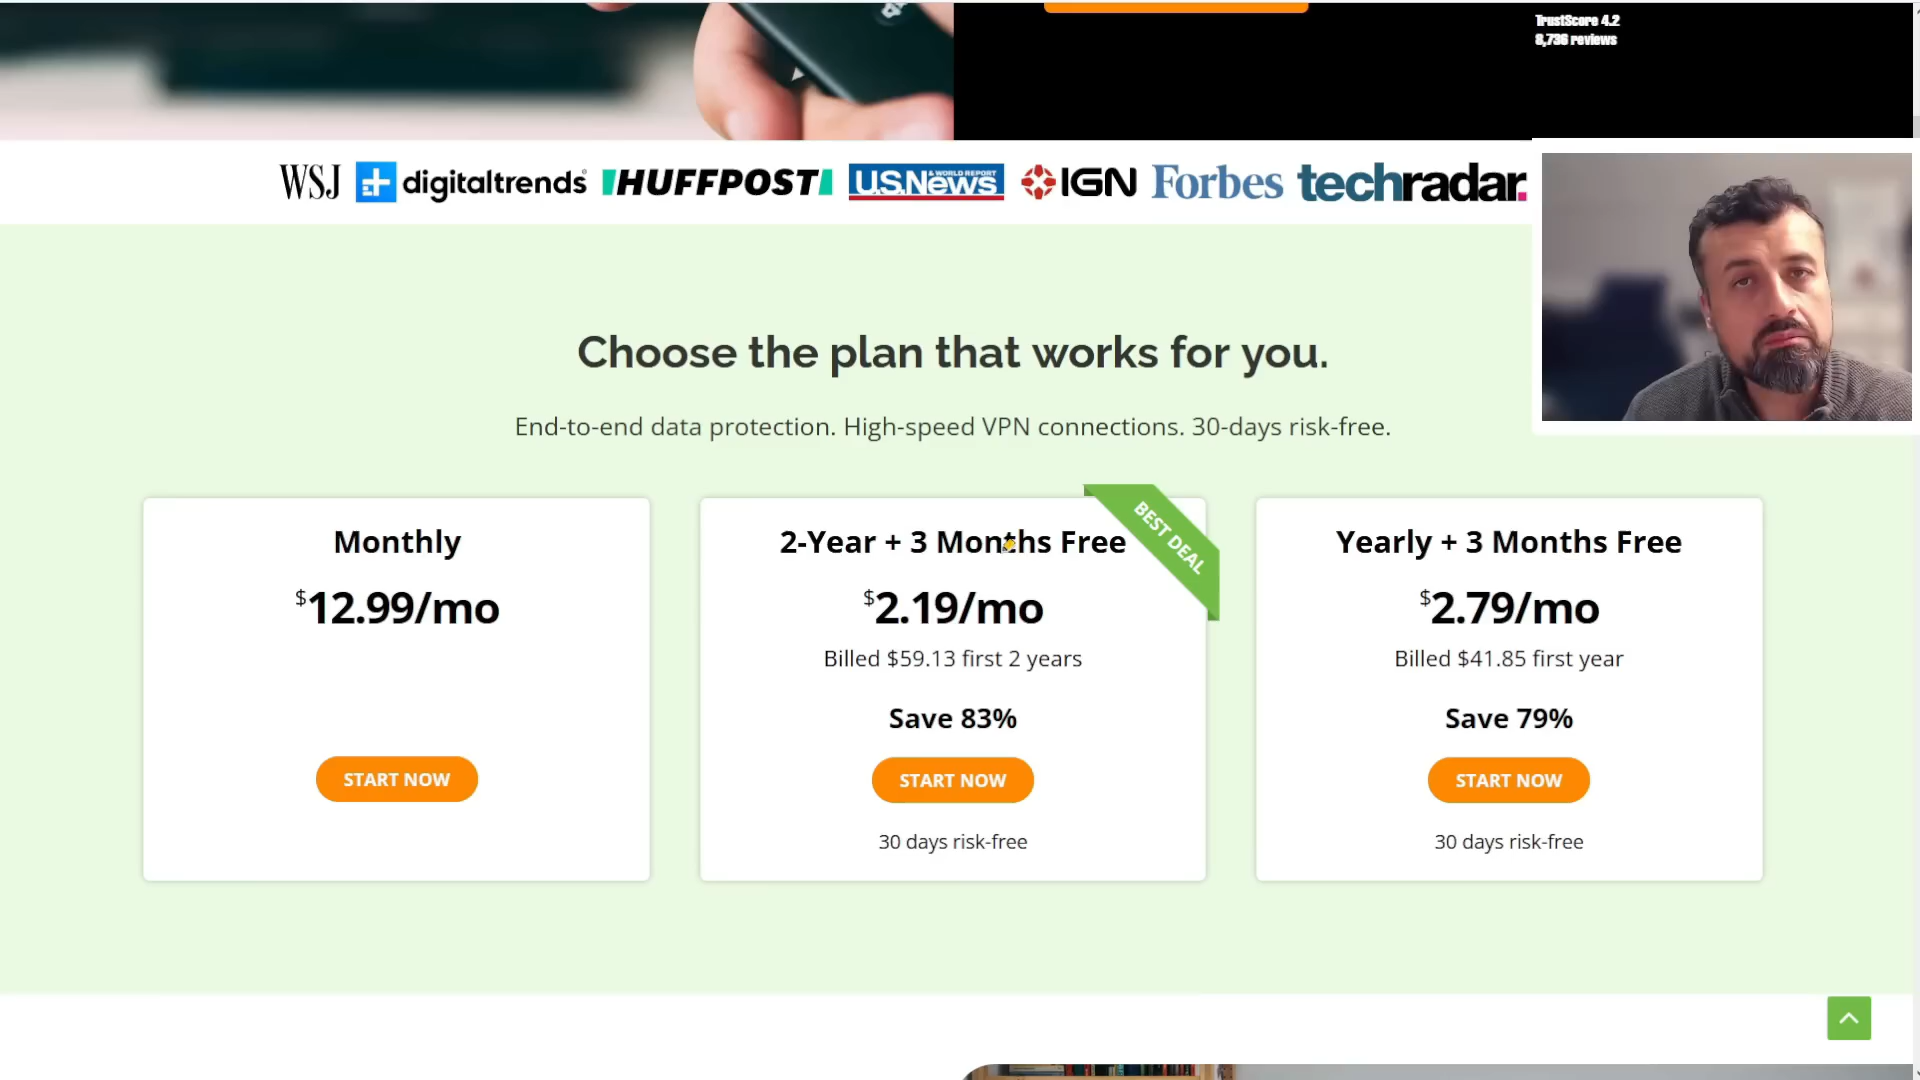 TrustScore 4.2
8,736 reviews
WSJ digitaltrends HUFFPOST U.S. News & WORLD REPORT IGN Forbes techradar.
Choose the plan that works for you.
End-to-end data protection. High-speed VPN connections. 30-days risk-free.
Monthly
$12.99/mo
START NOW
BEST DEAL
2-Year + 3 Months Free
$2.19/mo
Billed $59.13 first 2 years
Save 83%
START NOW
30 days risk-free
Yearly + 3 Months Free
$2.79/mo
Billed $41.85 first year
Save 79%
START NOW
30 days risk-free